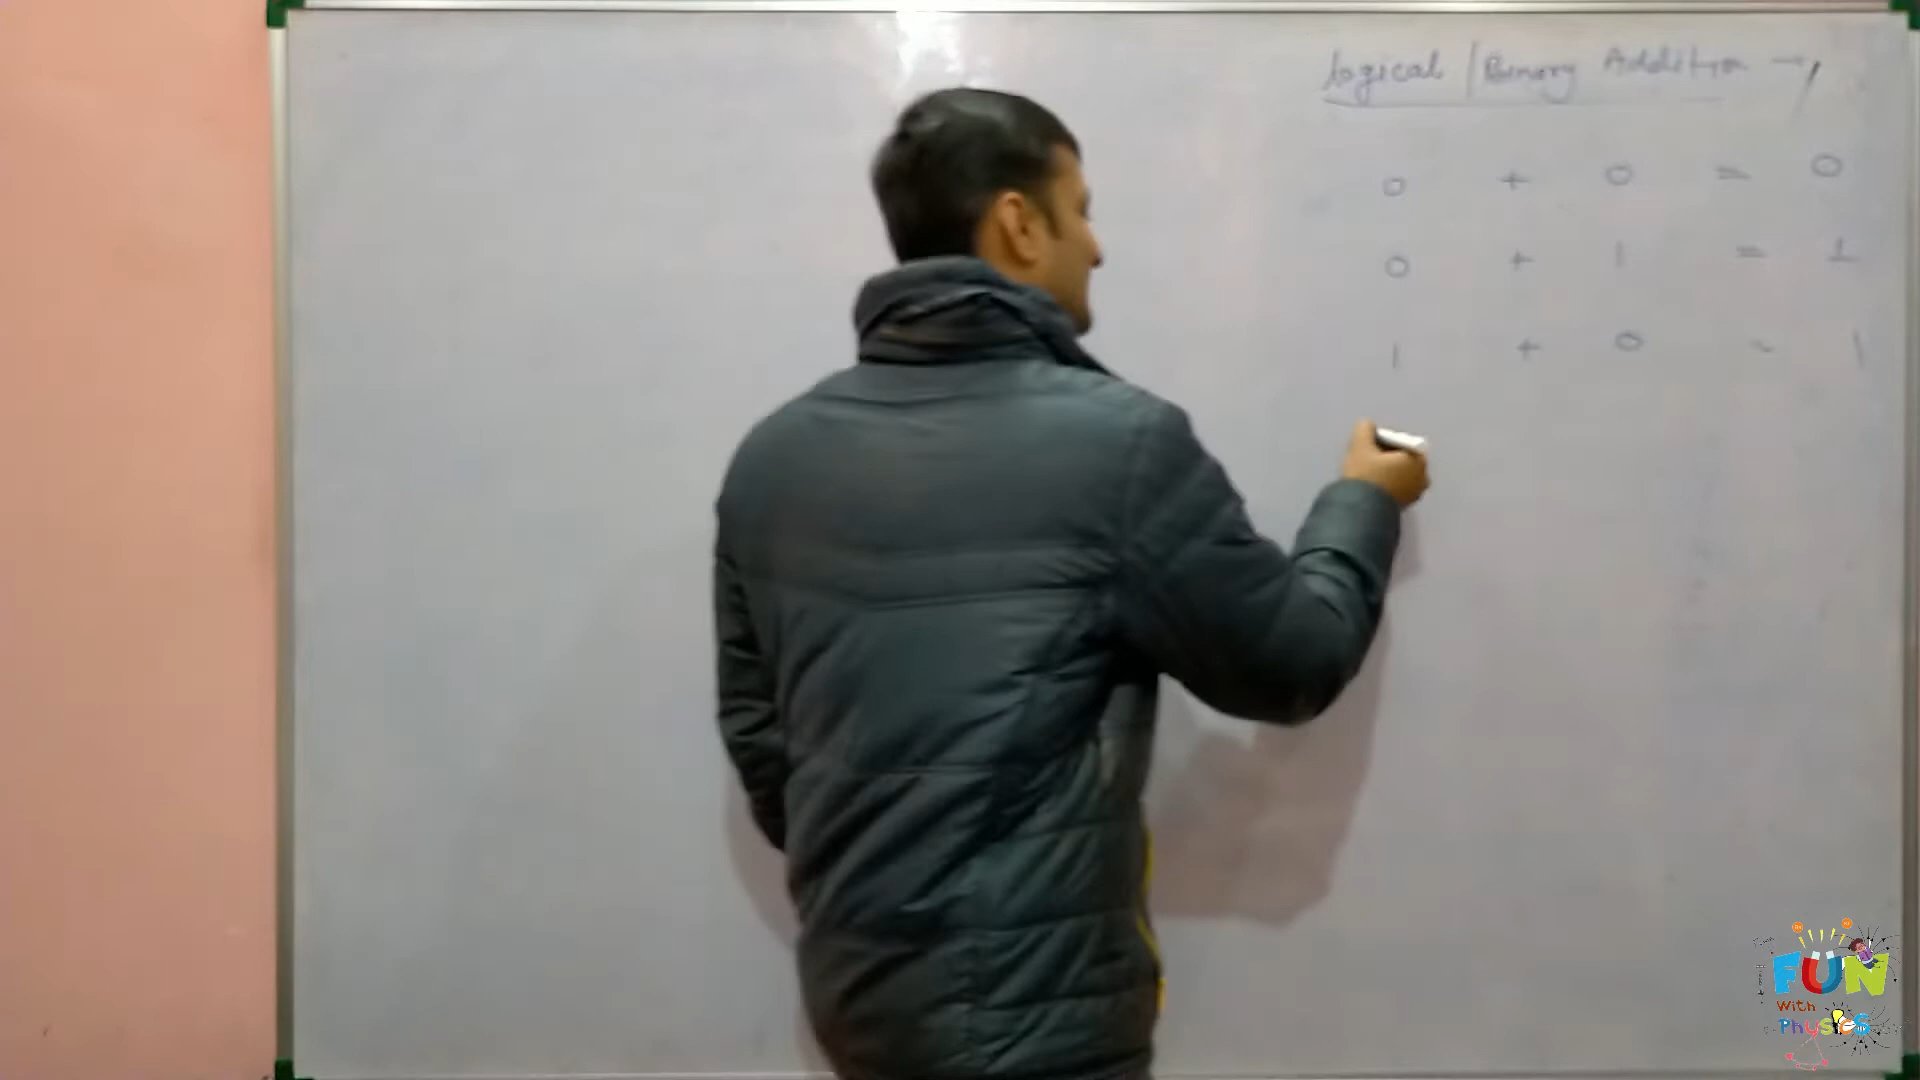 logical / Binary Addition →
0 + 0 = 0
0 + 1 = 1
1 + 0 = 1
FUN
With
Physics